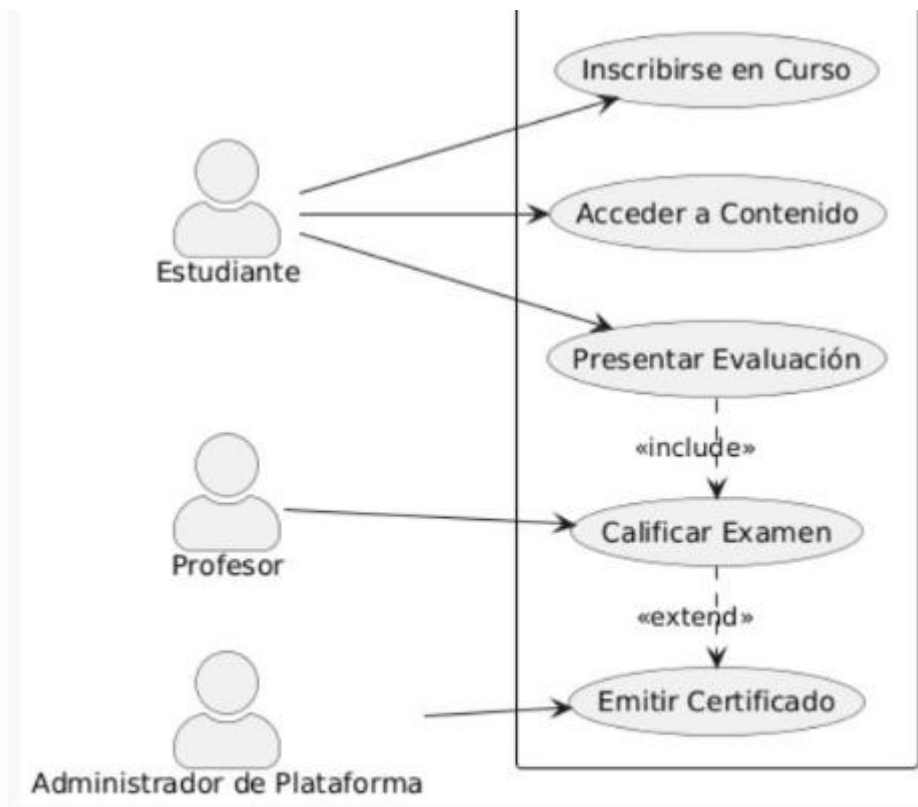 Inscribirse en Curso
Acceder a Contenido
Estudiante
Presentar Evaluación
«include»
Calificar Examen
Profesor
«extend»
Emitir Certificado
Administrador de Plataforma